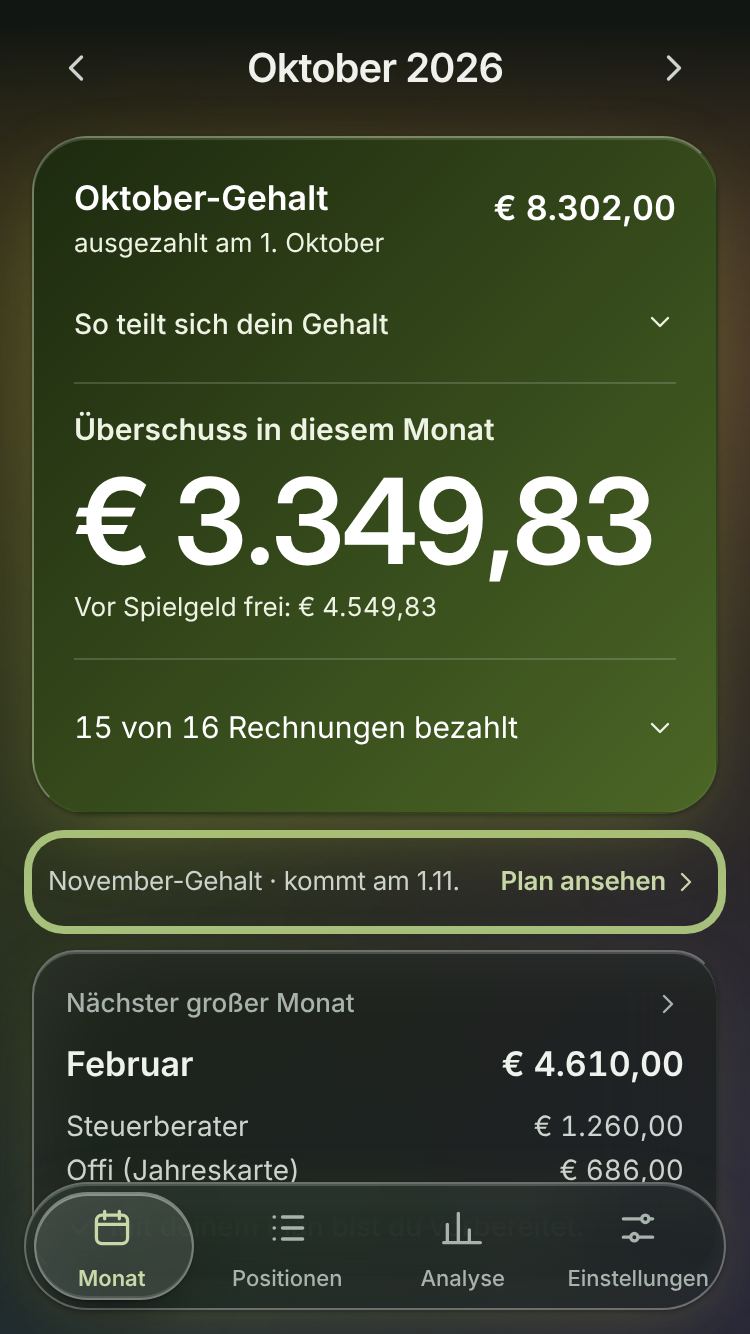 Oktober 2026
Oktober-Gehalt
€ 8.302,00
ausgezahlt am 1. Oktober
So teilt sich dein Gehalt
Überschuss in diesem Monat
€ 3.349,83
Vor Spielgeld frei: € 4.549,83
15 von 16 Rechnungen bezahlt
November-Gehalt · kommt am 1.11. Plan ansehen
Nächster großer Monat
Februar € 4.610,00
Steuerberater € 1.260,00
Offi (Jahreskarte) € 686,00
deinem bist du
Monat Positionen Analyse Einstellungen